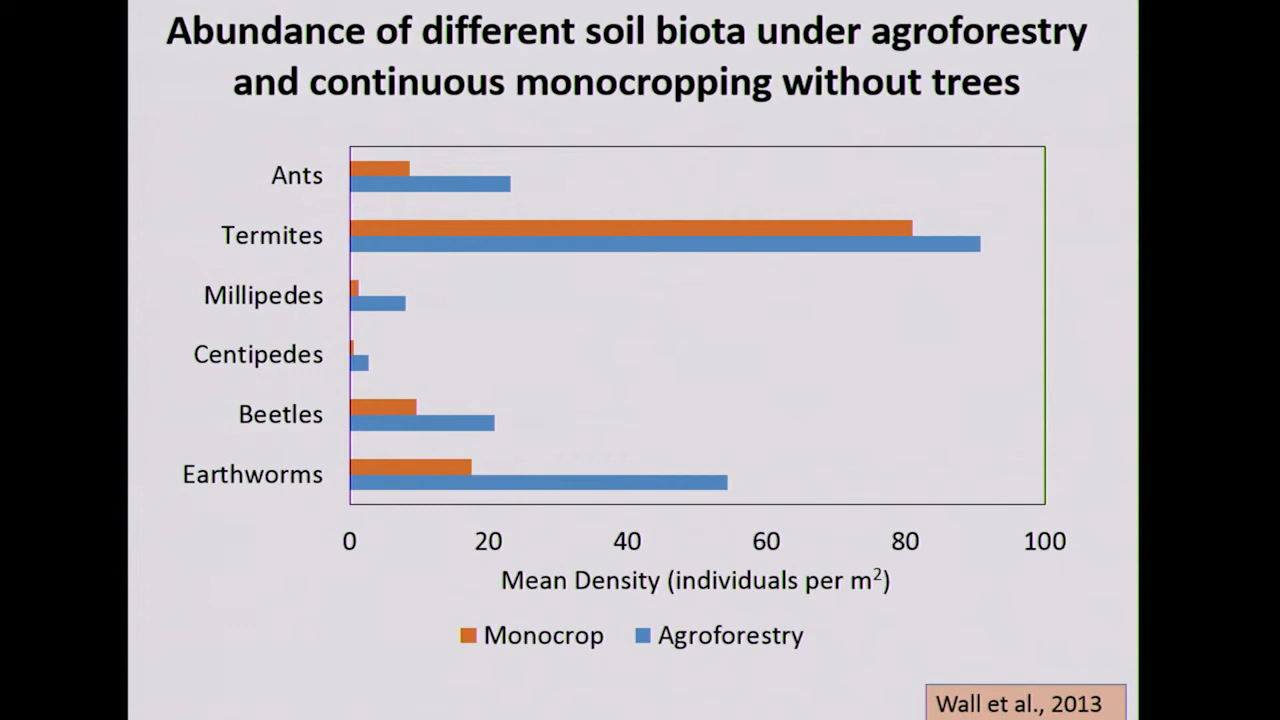 Abundance of different soil biota under agroforestry
and continuous monocropping without trees
Ants
Termites
Millipedes
Centipedes
Beetles
Earthworms
0 20 40 60 80 100
Mean Density (individuals per m²)
Monocrop Agroforestry
Wall et al., 2013